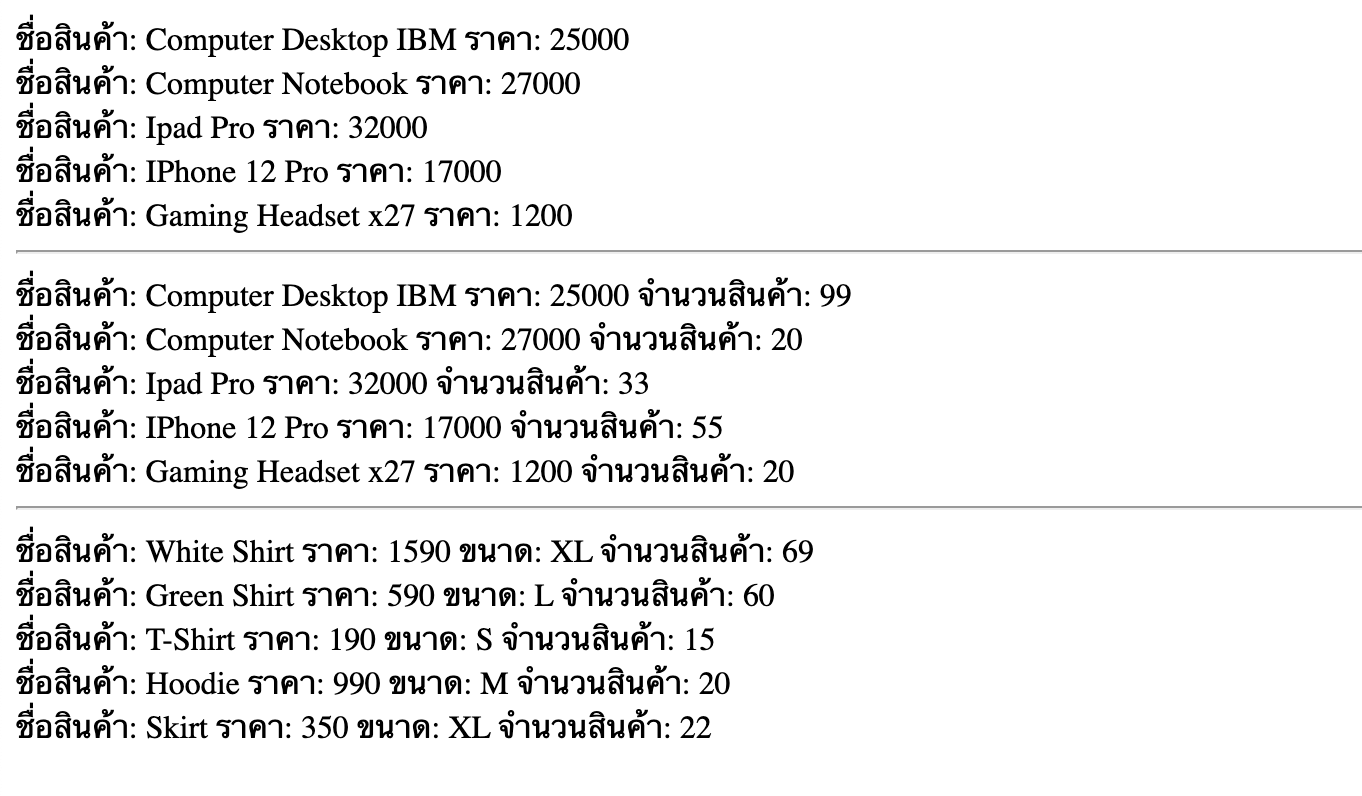 ชื่อสินค้า: Computer Desktop IBM ราคา: 25000
ชื่อสินค้า: Computer Notebook ราคา: 27000
ชื่อสินค้า: Ipad Pro ราคา: 32000
ชื่อสินค้า: IPhone 12 Pro ราคา: 17000
ชื่อสินค้า: Gaming Headset x27 ราคา: 1200
ชื่อสินค้า: Computer Desktop IBM ราคา: 25000 จำนวนสินค้า: 99
ชื่อสินค้า: Computer Notebook ราคา: 27000 จำนวนสินค้า: 20
ชื่อสินค้า: Ipad Pro ราคา: 32000 จำนวนสินค้า: 33
ชื่อสินค้า: IPhone 12 Pro ราคา: 17000 จำนวนสินค้า: 55
ชื่อสินค้า: Gaming Headset x27 ราคา: 1200 จำนวนสินค้า: 20
ชื่อสินค้า: White Shirt ราคา: 1590 ขนาด: XL จำนวนสินค้า: 69
ชื่อสินค้า: Green Shirt ราคา: 590 ขนาด: L จำนวนสินค้า: 60
ชื่อสินค้า: T-Shirt ราคา: 190 ขนาด: S จำนวนสินค้า: 15
ชื่อสินค้า: Hoodie ราคา: 990 ขนาด: M จำนวนสินค้า: 20
ชื่อสินค้า: Skirt ราคา: 350 ขนาด: XL จำนวนสินค้า: 22